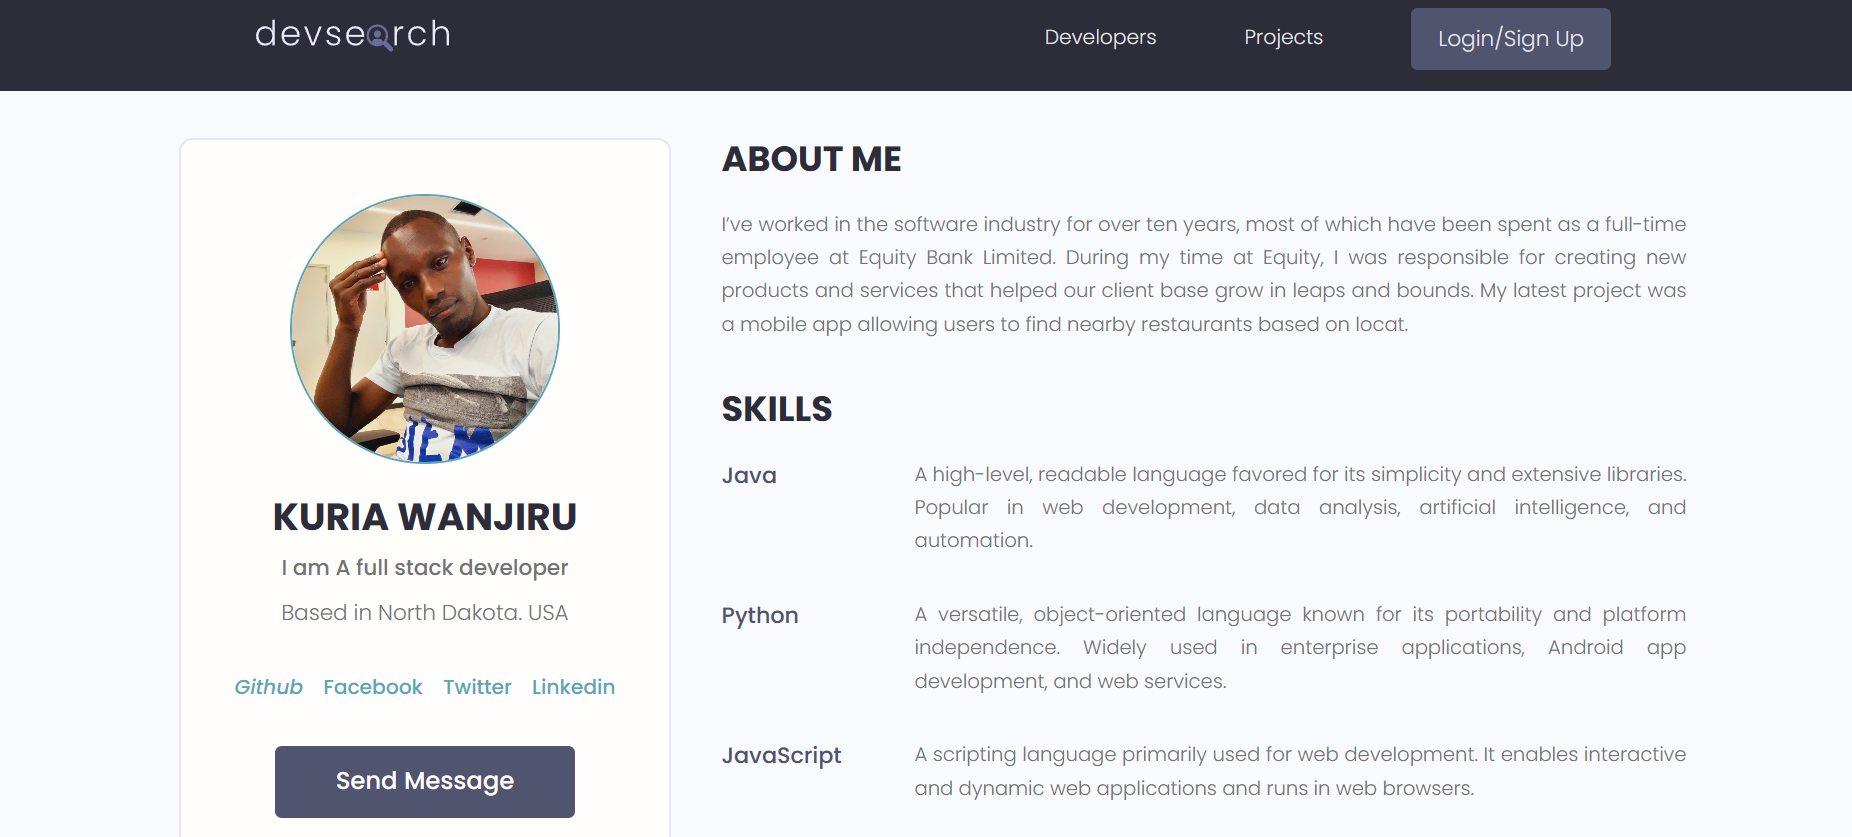 devsearch
Developers
Projects
Login/Sign Up
KURIA WANJIRU
I am A full stack developer
Based in North Dakota. USA
Github Facebook Twitter Linkedin
Send Message
ABOUT ME
I've worked in the software industry for over ten years, most of which have been spent as a full-time
employee at Equity Bank Limited. During my time at Equity, I was responsible for creating new
products and services that helped our client base grow in leaps and bounds. My latest project was
a mobile app allowing users to find nearby restaurants based on locat.
SKILLS
Java
A high-level, readable language favored for its simplicity and extensive libraries.
Popular in web development, data analysis, artificial intelligence, and
automation.
Python
A versatile, object-oriented language known for its portability and platform
independence. Widely used in enterprise applications, Android app
development, and web services.
JavaScript
A scripting language primarily used for web development. It enables interactive
and dynamic web applications and runs in web browsers.